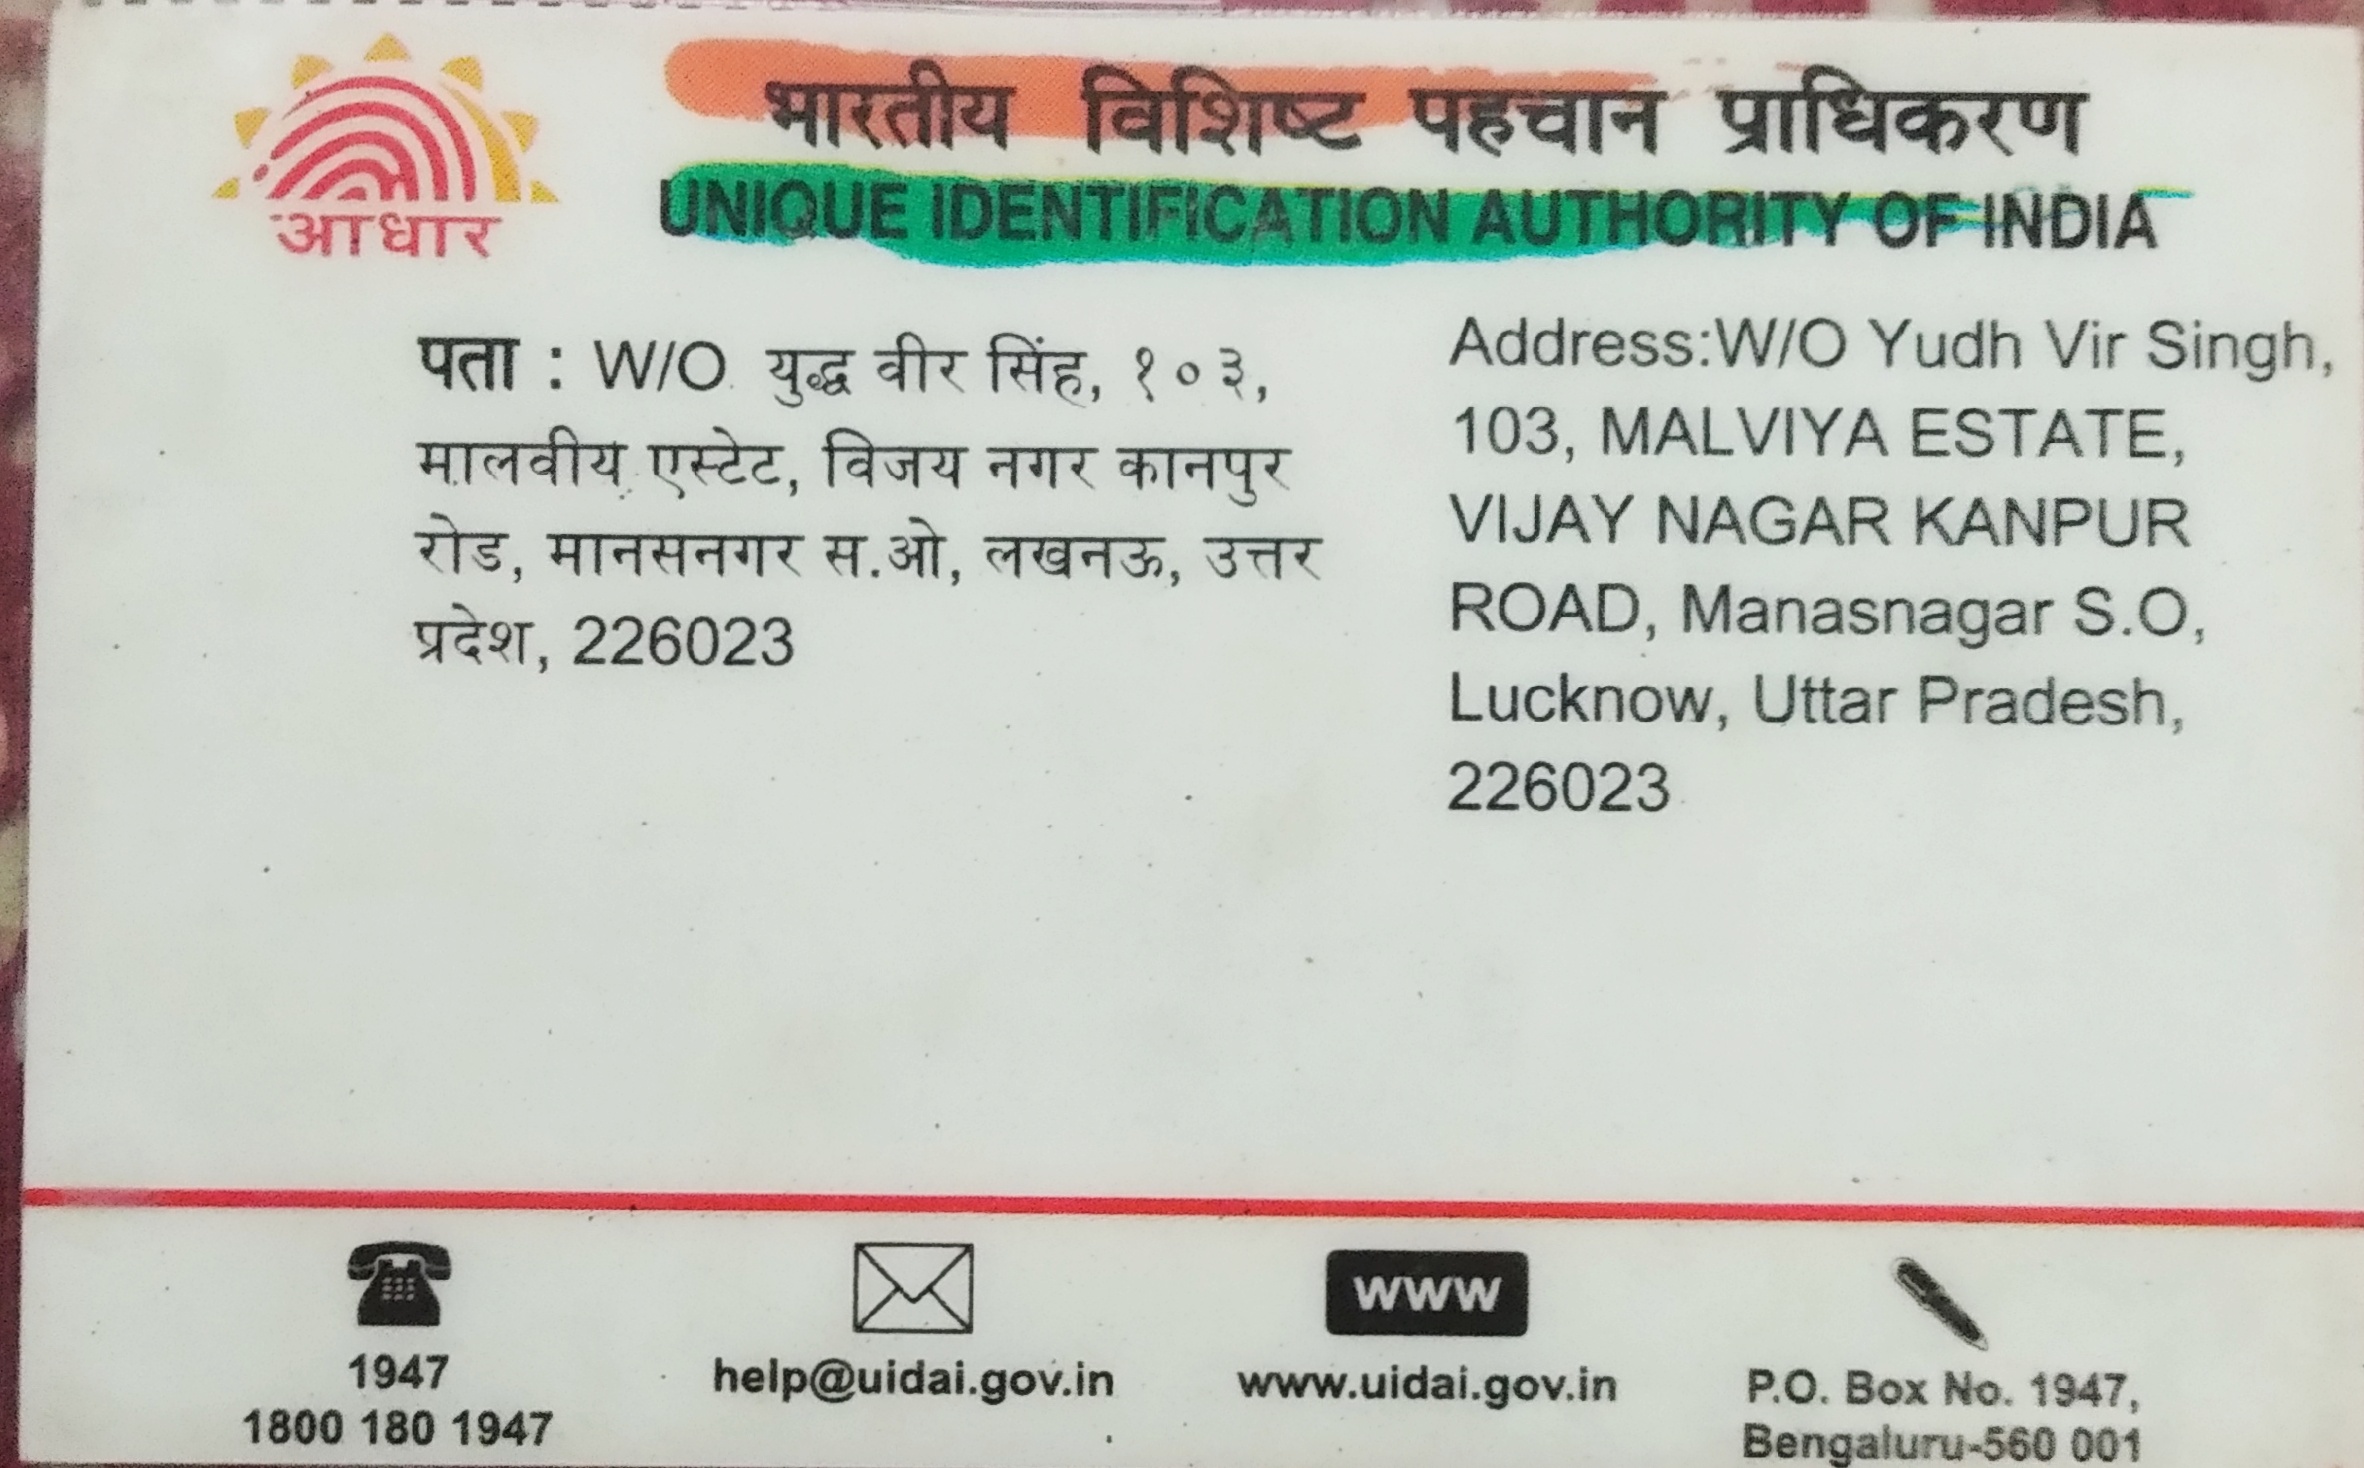 आधार
भारतीय विशिष्ट पहचान प्राधिकरण
UNIQUE IDENTIFICATION AUTHORITY OF INDIA
पता : W/O युद्ध वीर सिंह, १०३,
मालवीय एस्टेट, विजय नगर कानपुर
रोड, मानसनगर स.ओ, लखनऊ, उत्तर
प्रदेश, 226023
Address:W/O Yudh Vir Singh,
103, MALVIYA ESTATE,
VIJAY NAGAR KANPUR
ROAD, Manasnagar S.O,
Lucknow, Uttar Pradesh,
226023
1947
1800 180 1947
help@uidai.gov.in
www
www.uidai.gov.in
P.O. Box No. 1947,
Bengaluru-560 001